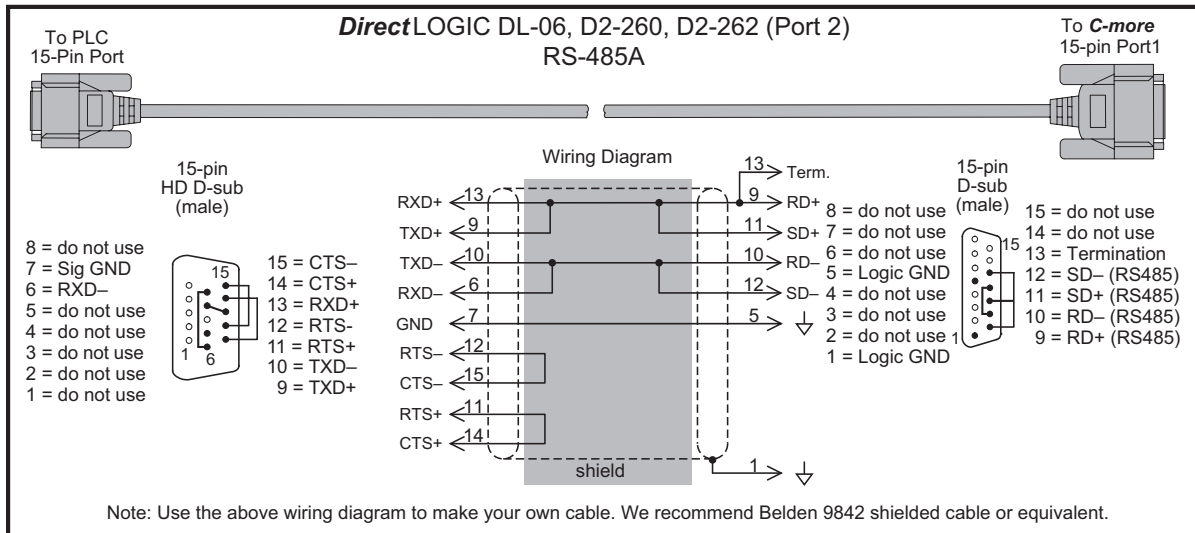 DirectLOGIC DL-06, D2-260, D2-262 (Port 2)
RS-485A
To PLC
15-Pin Port
To C-more
15-pin Port1
15-pin
HD D-sub
(male)
8 = do not use
7 = Sig GND
6 = RXD–
5 = do not use
4 = do not use
3 = do not use
2 = do not use
1 = do not use
15
1
6
15 = CTS–
14 = CTS+
13 = RXD+
12 = RTS-
11 = RTS+
10 = TXD–
9 = TXD+
Wiring Diagram
RXD+ 13
TXD+ 9
TXD– 10
RXD– 6
GND 7
RTS– 12
CTS– 15
RTS+ 11
CTS+ 14
shield
13 Term.
9 RD+
11 SD+
10 RD–
12 SD–
5
1
8 = do not use
7 = do not use
6 = do not use
5 = Logic GND
4 = do not use
3 = do not use
2 = do not use
1 = Logic GND
15-pin
D-sub
(male)
15
1
15 = do not use
14 = do not use
13 = Termination
12 = SD– (RS485)
11 = SD+ (RS485)
10 = RD– (RS485)
9 = RD+ (RS485)
Note: Use the above wiring diagram to make your own cable. We recommend Belden 9842 shielded cable or equivalent.